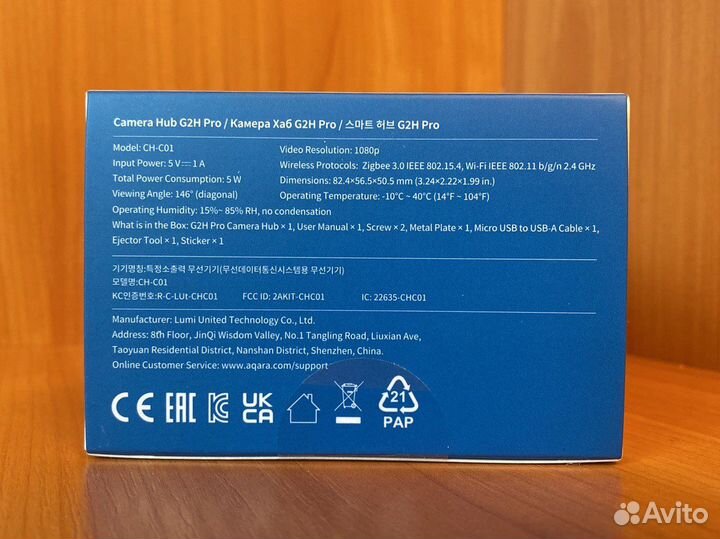 Camera Hub G2H Pro / Камера Хаб G2H Pro / 스마트 허브 G2H Pro
Model: CH-C01
Input Power: 5 V⎓1 A
Total Power Consumption: 5 W
Viewing Angle: 146° (diagonal)
Video Resolution: 1080p
Wireless Protocols: Zigbee 3.0 IEEE 802.15.4, Wi-Fi IEEE 802.11 b/g/n 2.4 GHz
Dimensions: 82.4×56.5×50.5 mm (3.24×2.22×1.99 in.)
Operating Temperature: -10°C ~ 40°C (14°F ~ 104°F)
Operating Humidity: 15%~ 85% RH, no condensation
What is in the Box: G2H Pro Camera Hub × 1, User Manual × 1, Screw × 2, Metal Plate × 1, Micro USB to USB-A Cable × 1,
Ejector Tool × 1, Sticker × 1
기기명칭:특정소출력 무선기기(무선데이터통신시스템용 무선기기)
모델명:CH-C01
KC인증번호:R-C-LUt-CHC01 FCC ID: 2AKIT-CHC01 IC: 22635-CHC01
Manufacturer: Lumi United Technology Co., Ltd.
Address: 8th Floor, JinQi Wisdom Valley, No.1 Tangling Road, Liuxian Ave,
Taoyuan Residential District, Nanshan District, Shenzhen, China.
Online Customer Service: www.aqara.com/support
CE EAC KC UK CA 21 PAP
Avito